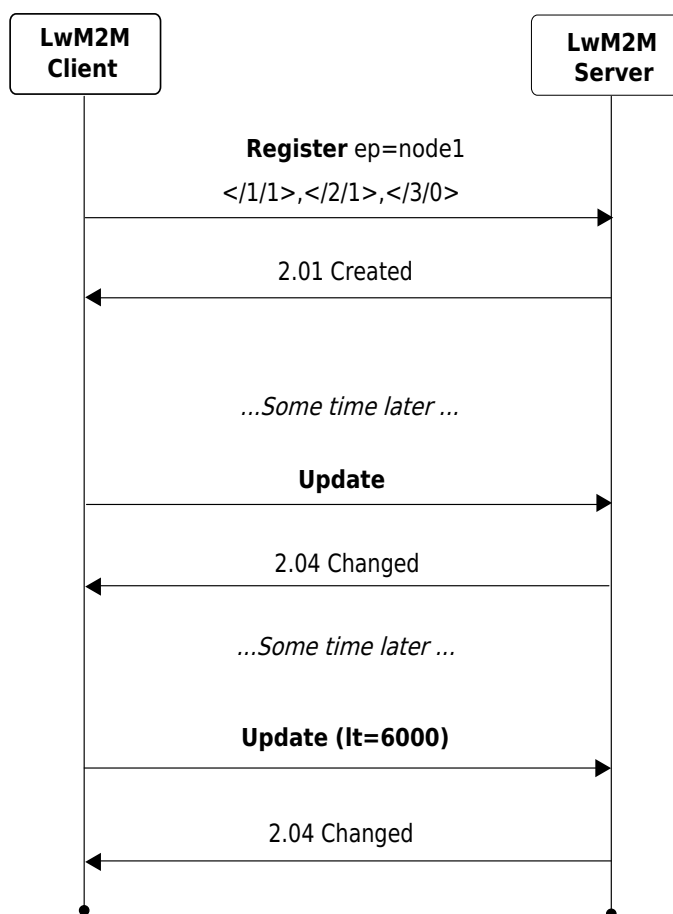 LwM2M
Client
LwM2M
Server
Register ep=node1
</1/1>,</2/1>,</3/0>
2.01 Created
...Some time later ...
Update
2.04 Changed
...Some time later ...
Update (lt=6000)
2.04 Changed